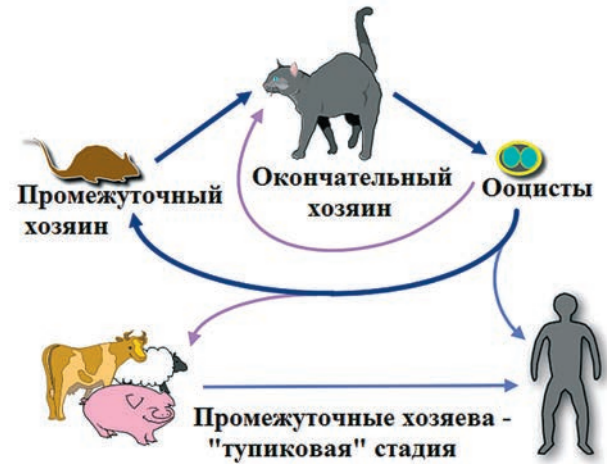 Промежуточный
хозяин
Окончательный
хозяин
Ооцисты
Промежуточные хозяева -
"тупиковая" стадия